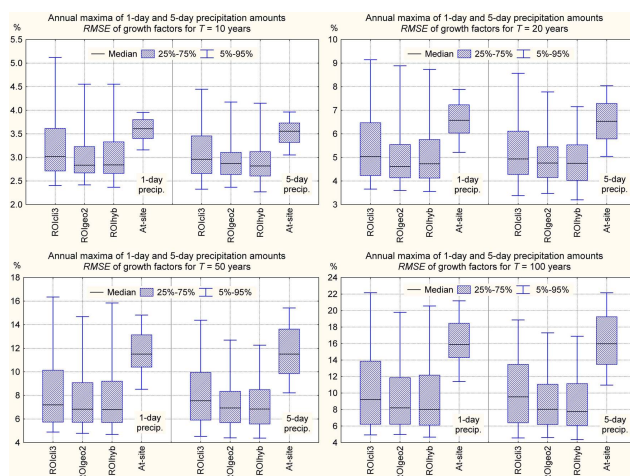 Annual maxima of 1-day and 5-day precipitation amounts
RMSE of growth factors for T = 10 years
%
Median 25%-75% 5%-95%
5.5
5.0
4.5
4.0
3.5
3.0
2.5
2.0
1-day
precip.
5-day
precip.
ROIcli3
ROIgeo2
ROIhyb
At-site
ROIcli3
ROIgeo2
ROIhyb
At-site
Annual maxima of 1-day and 5-day precipitation amounts
RMSE of growth factors for T = 20 years
%
Median 25%-75% 5%-95%
10
9
8
7
6
5
4
3
2
1-day
precip.
5-day
precip.
ROIcli3
ROIgeo2
ROIhyb
At-site
ROIcli3
ROIgeo2
ROIhyb
At-site
Annual maxima of 1-day and 5-day precipitation amounts
RMSE of growth factors for T = 50 years
%
Median 25%-75% 5%-95%
18
16
14
12
10
8
6
4
1-day
precip.
5-day
precip.
ROIcli3
ROIgeo2
ROIhyb
At-site
ROIcli3
ROIgeo2
ROIhyb
At-site
Annual maxima of 1-day and 5-day precipitation amounts
RMSE of growth factors for T = 100 years
%
Median 25%-75% 5%-95%
24
22
20
18
16
14
12
10
8
6
4
1-day
precip.
5-day
precip.
ROIcli3
ROIgeo2
ROIhyb
At-site
ROIcli3
ROIgeo2
ROIhyb
At-site